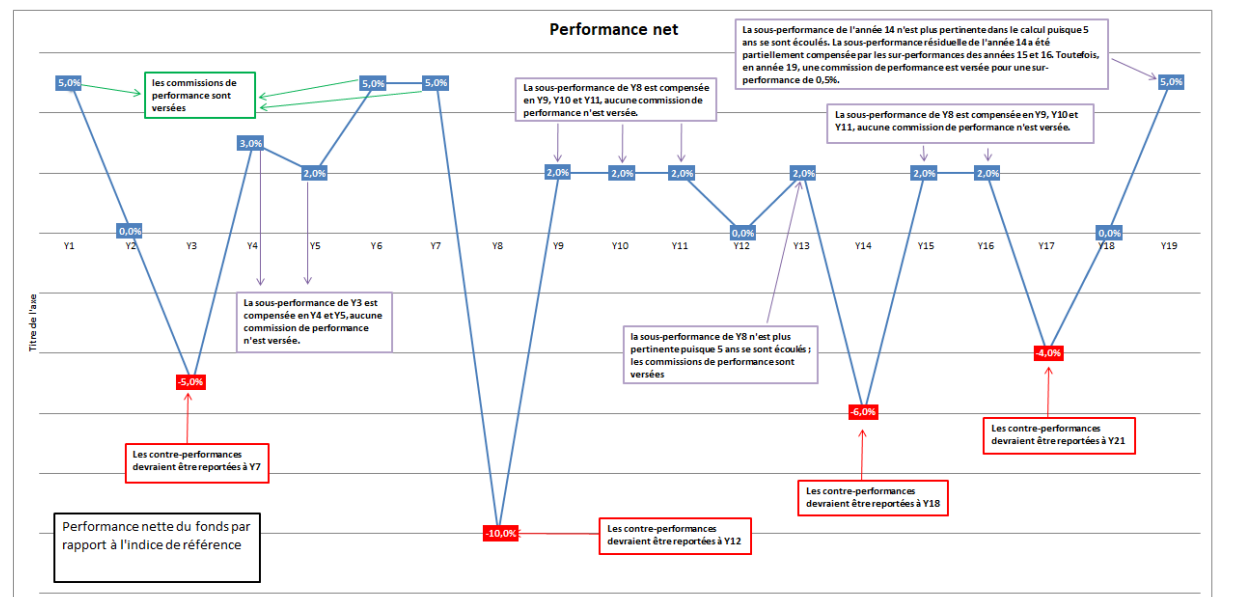 Performance net
La sous-performance de l'année 14 n'est plus pertinente dans le calcul puisque 5
ans se sont écoulés. La sous-performance résiduelle de l'année 14 a été
partiellement compensée par les sur-performances des années 15 et 16. Toutefois,
en année 19, une commission de performance est versée pour une sur-
performance de 0,5%.
les commissions de
performance sont
versées
La sous-performance de Y8 est compensée
en Y9, Y10 et Y11, aucune commission de
performance n'est versée.
La sous-performance de Y8 est compensée en Y9, Y10 et
Y11, aucune commission de performance n'est versée.
5,0%
0,0%
-5,0%
3,0%
2,0%
5,0%
5,0%
-10,0%
2,0%
2,0%
2,0%
0,0%
2,0%
-6,0%
2,0%
2,0%
-4,0%
0,0%
5,0%
Y1
Y2
Y3
Y4
Y5
Y6
Y7
Y8
Y9
Y10
Y11
Y12
Y13
Y14
Y15
Y16
Y17
Y18
Y19
Titre de l'axe
La sous-performance de Y3 est
compensée en Y4 et Y5, aucune
commission de performance
n'est versée.
la sous-performance de Y8 n'est plus
pertinente puisque 5 ans se sont écoulés ;
les commissions de performance sont
versées
Les contre-performances
devraient être reportées à Y7
Les contre-performances
devraient être reportées à Y21
Les contre-performances
devraient être reportées à Y18
Les contre-performances
devraient être reportées à Y12
Performance nette du fonds par
rapport à l'indice de référence